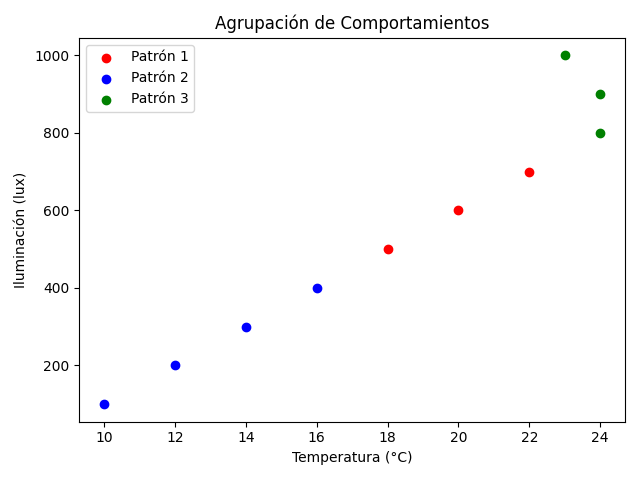 Agrupación de Comportamientos
Patrón 1
Patrón 2
Patrón 3
1000
800
600
400
200
Iluminación (lux)
10 12 14 16 18 20 22 24
Temperatura (°C)